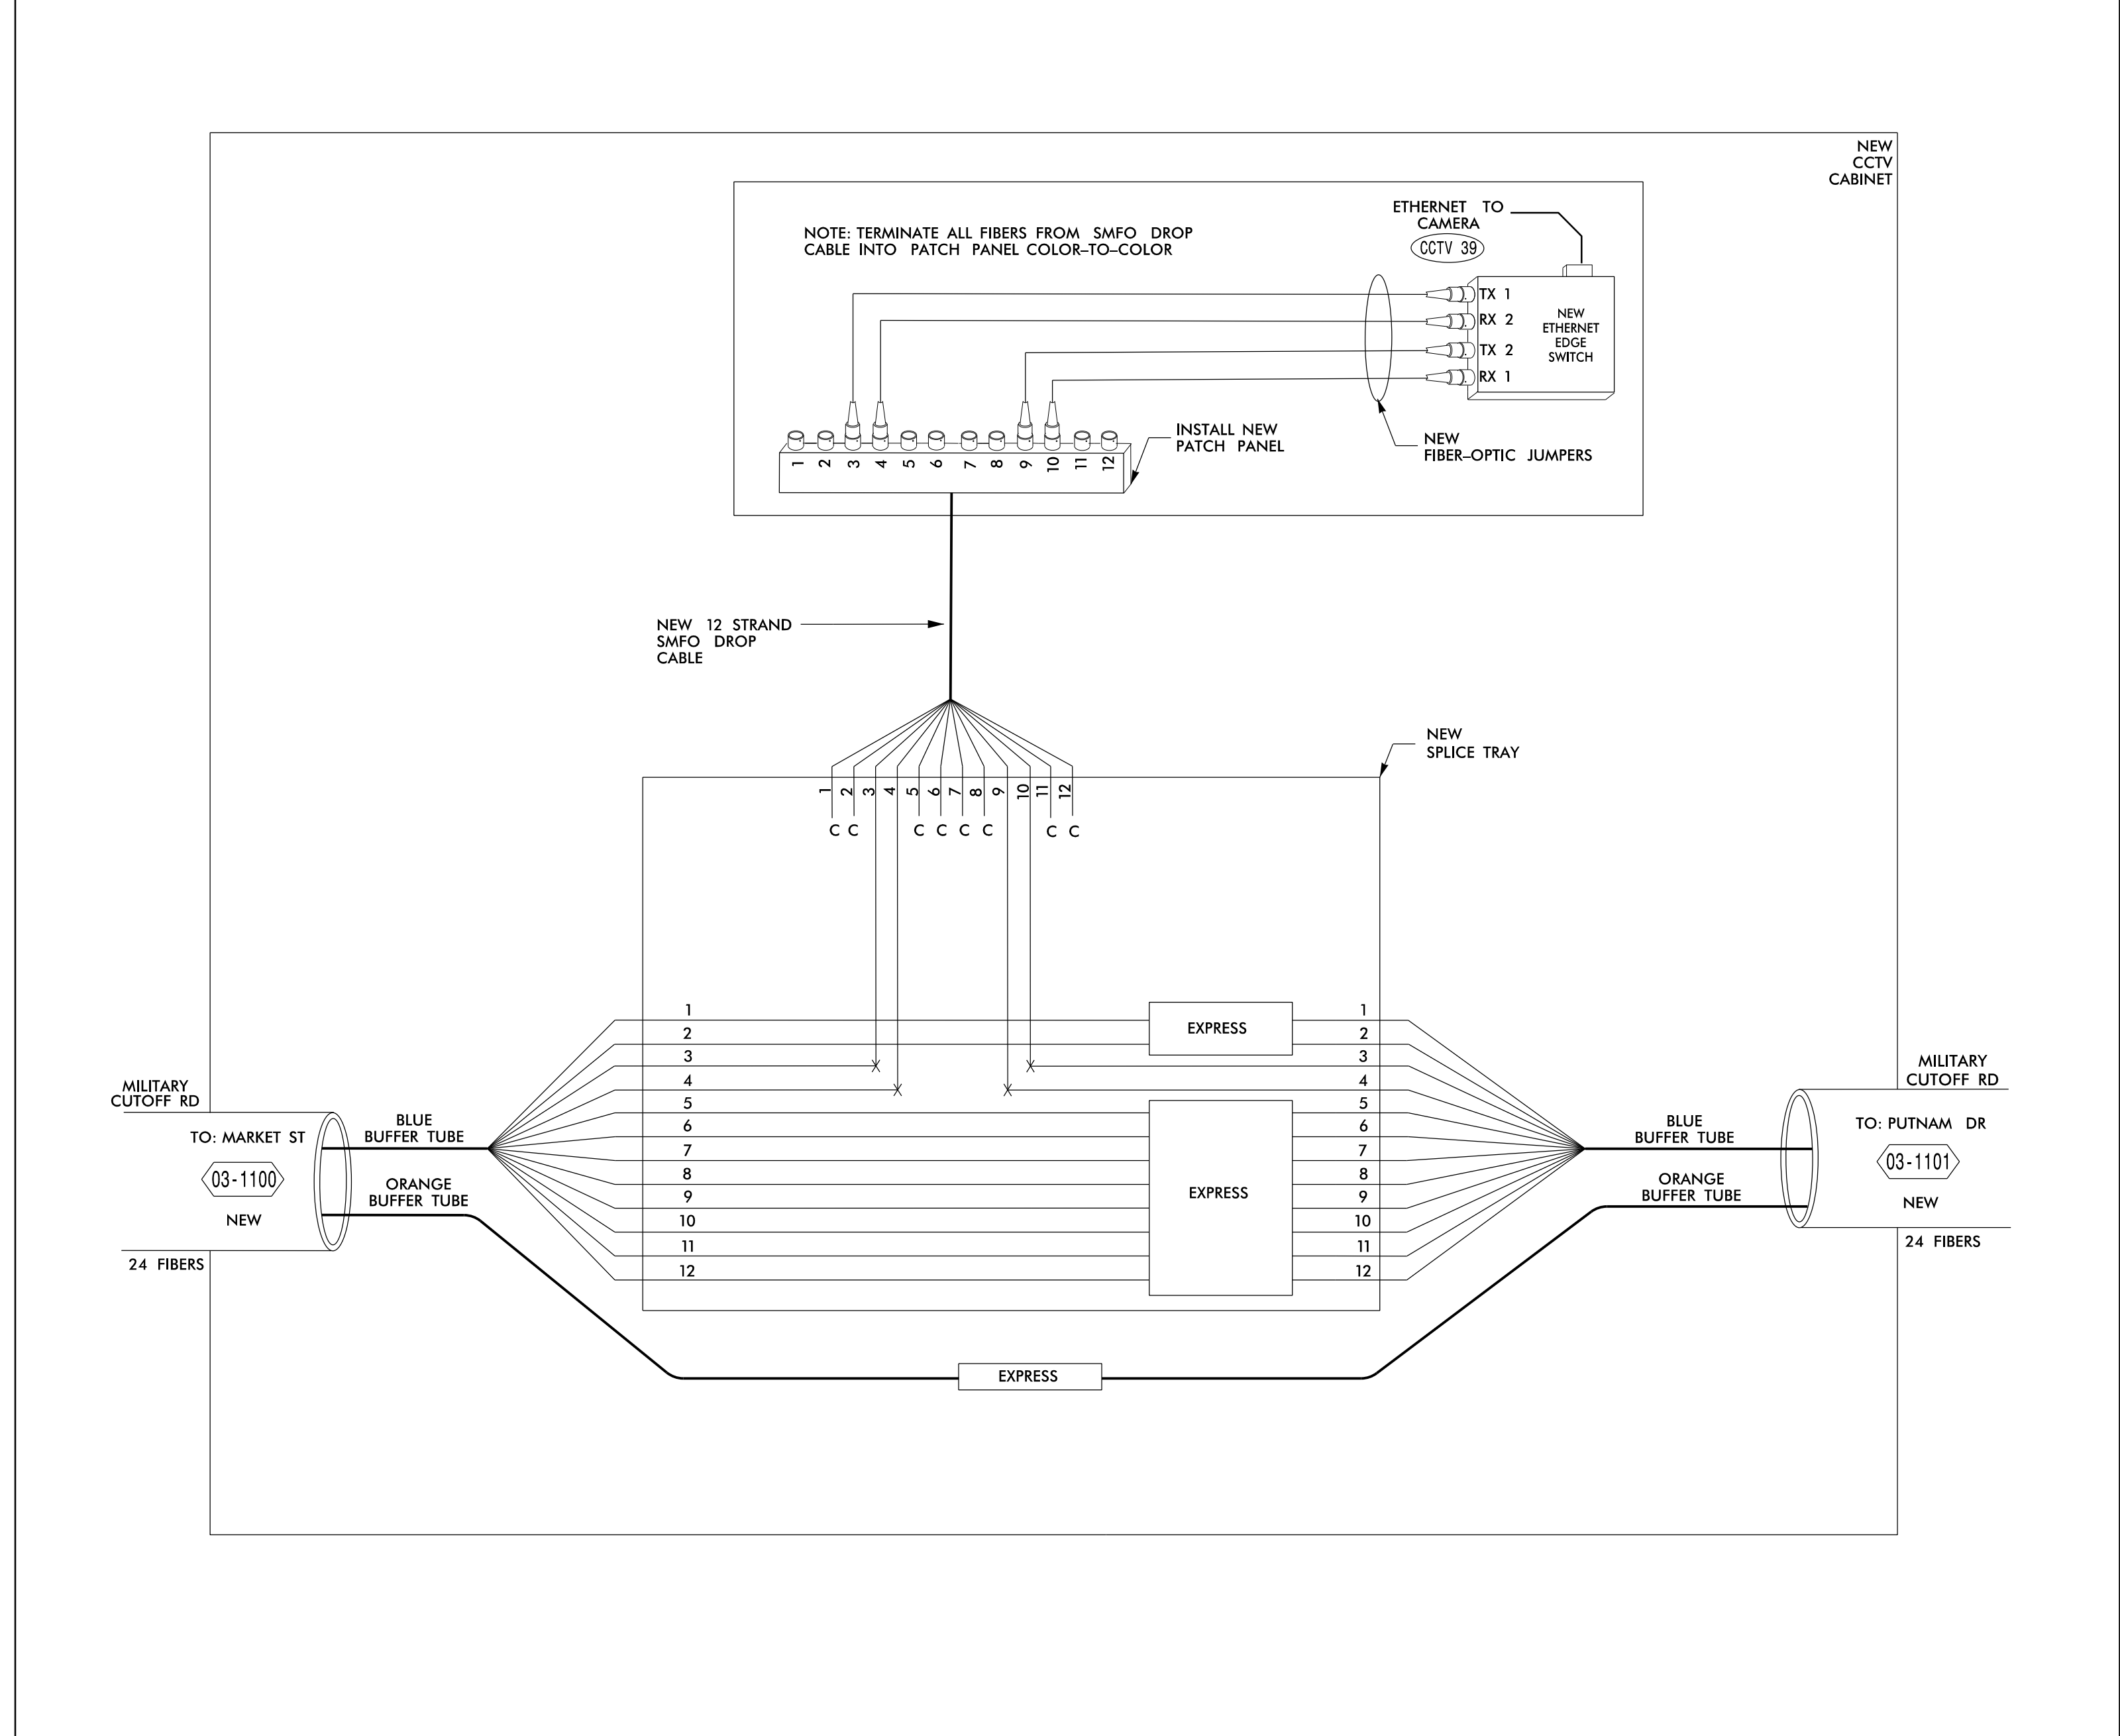 NEW
CCTV
CABINET
ETHERNET TO
CAMERA
CCTV 39
NOTE: TERMINATE ALL FIBERS FROM SMFO DROP
CABLE INTO PATCH PANEL COLOR-TO-COLOR
TX 1
RX 2
TX 2
RX 1
NEW
ETHERNET
EDGE
SWITCH
INSTALL NEW
PATCH PANEL
NEW
FIBER-OPTIC JUMPERS
1 2 3 4 5 6 7 8 9 10 11 12
NEW 12 STRAND
SMFO DROP
CABLE
NEW
SPLICE TRAY
1 2 3 4 5 6 7 8 9 10 11 12
C C C C C C C C
1
2
3
4
5
6
7
8
9
10
11
12
EXPRESS
EXPRESS
1
2
3
4
5
6
7
8
9
10
11
12
MILITARY
CUTOFF RD
TO: MARKET ST
03-1100
NEW
24 FIBERS
BLUE
BUFFER TUBE
ORANGE
BUFFER TUBE
BLUE
BUFFER TUBE
ORANGE
BUFFER TUBE
MILITARY
CUTOFF RD
TO: PUTNAM DR
03-1101
NEW
24 FIBERS
EXPRESS